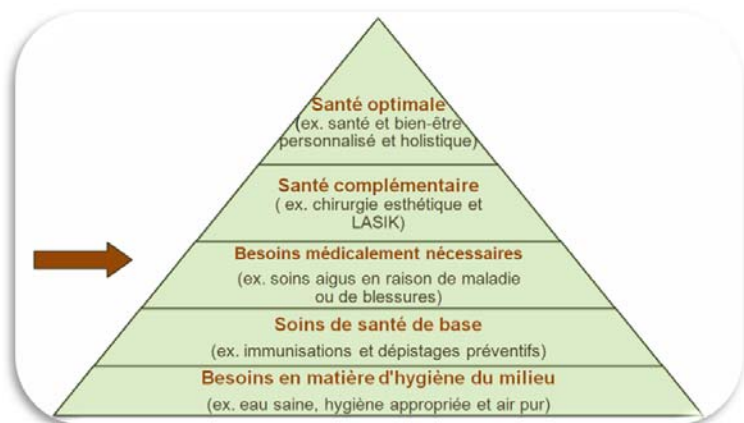 Santé optimale
(ex. santé et bien-être
personnalisé et holistique)
Santé complémentaire
( ex. chirurgie esthétique et
LASIK)
Besoins médicalement nécessaires
(ex. soins aigus en raison de maladie
ou de blessures)
Soins de santé de base
(ex. immunisations et dépistages préventifs)
Besoins en matière d'hygiène du milieu
(ex. eau saine, hygiène appropriée et air pur)